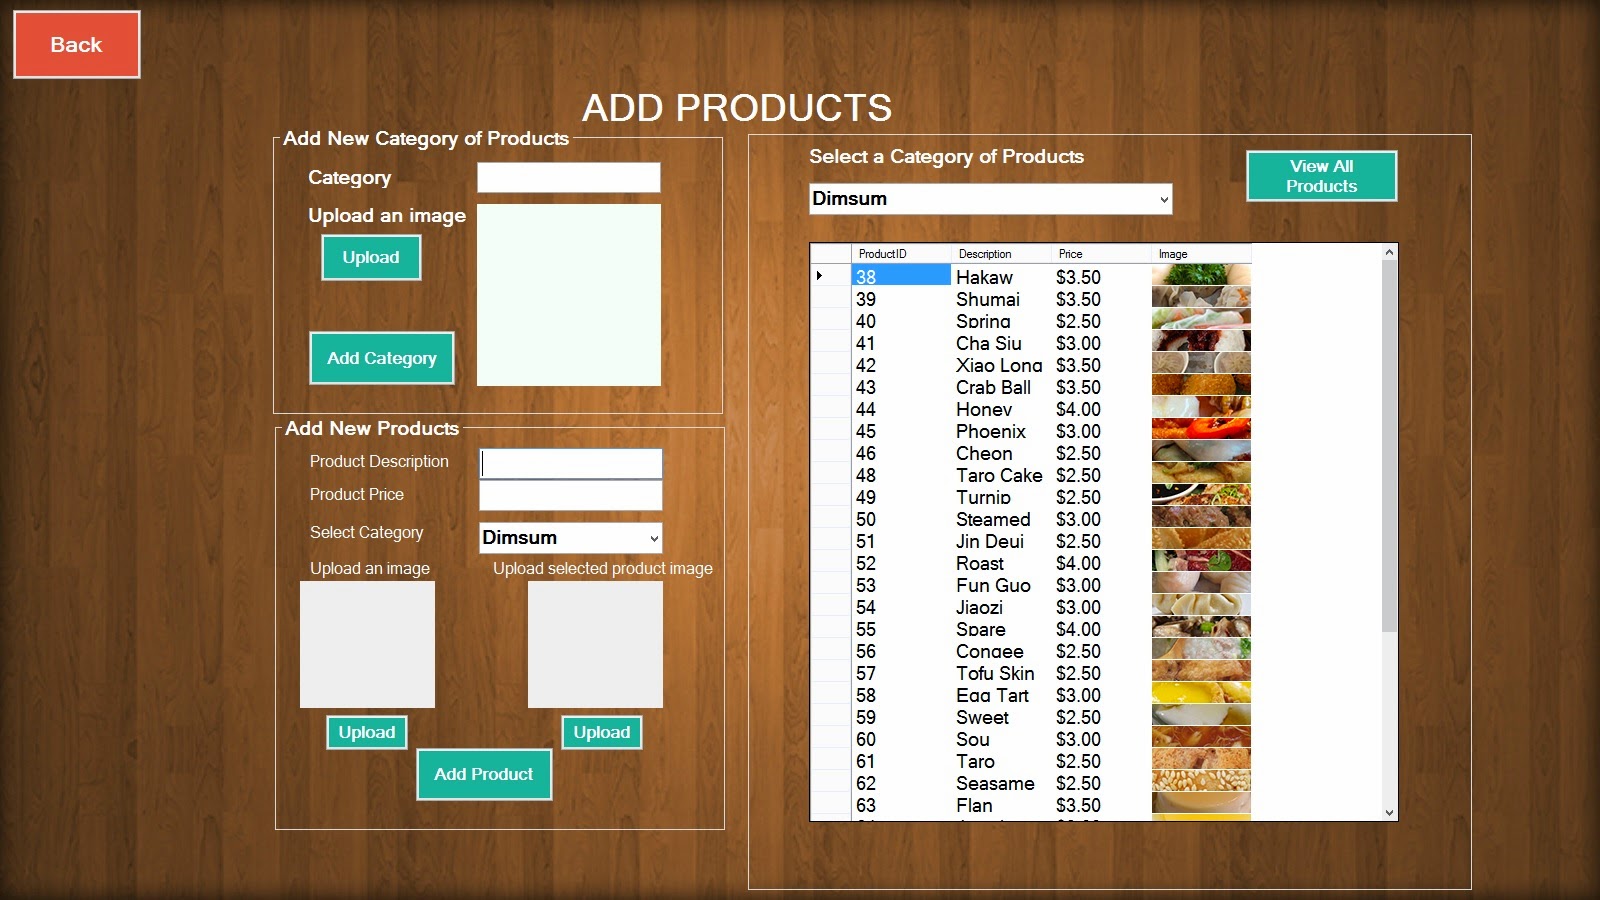 Back
ADD PRODUCTS
Add New Category of Products
Category
Upload an image
Upload
Add Category
Add New Products
Product Description
Product Price
Select Category
Dimsum
Upload an image
Upload selected product image
Upload
Upload
Add Product
Select a Category of Products
View All
Products
Dimsum
ProductID Description Price Image
38 Hakaw $3.50
39 Shumai $3.50
40 Spring $2.50
41 Cha Siu $3.00
42 Xiao Long $3.50
43 Crab Ball $3.50
44 Honey $4.00
45 Phoenix $3.00
46 Cheon $2.50
48 Taro Cake $2.50
49 Turnip $2.50
50 Steamed $3.00
51 Jin Deui $2.50
52 Roast $4.00
53 Fun Guo $3.00
54 Jiaozi $3.00
55 Spare $4.00
56 Congee $2.50
57 Tofu Skin $2.50
58 Egg Tart $3.00
59 Sweet $2.50
60 Sou $3.00
61 Taro $2.50
62 Seasame $2.50
63 Flan $3.50